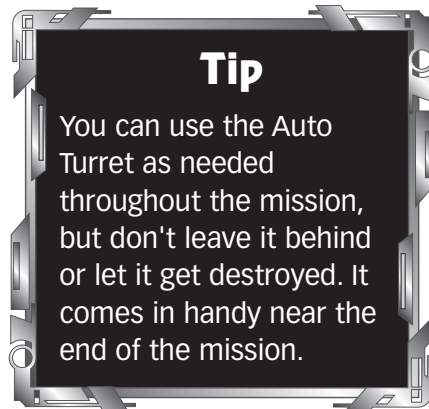 Tip
You can use the Auto
Turret as needed
throughout the mission,
but don't leave it behind
or let it get destroyed. It
comes in handy near the
end of the mission.